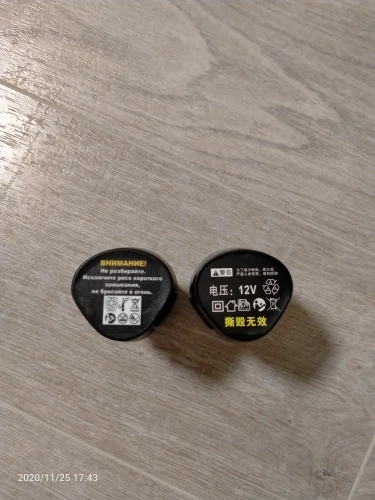 ВНИМАНИЕ!
Не разбирайте.
Исключите риск короткого
замыкания,
не бросайте в огонь.
警告
电压：12V
撕毁无效
2020/11/25 17:43